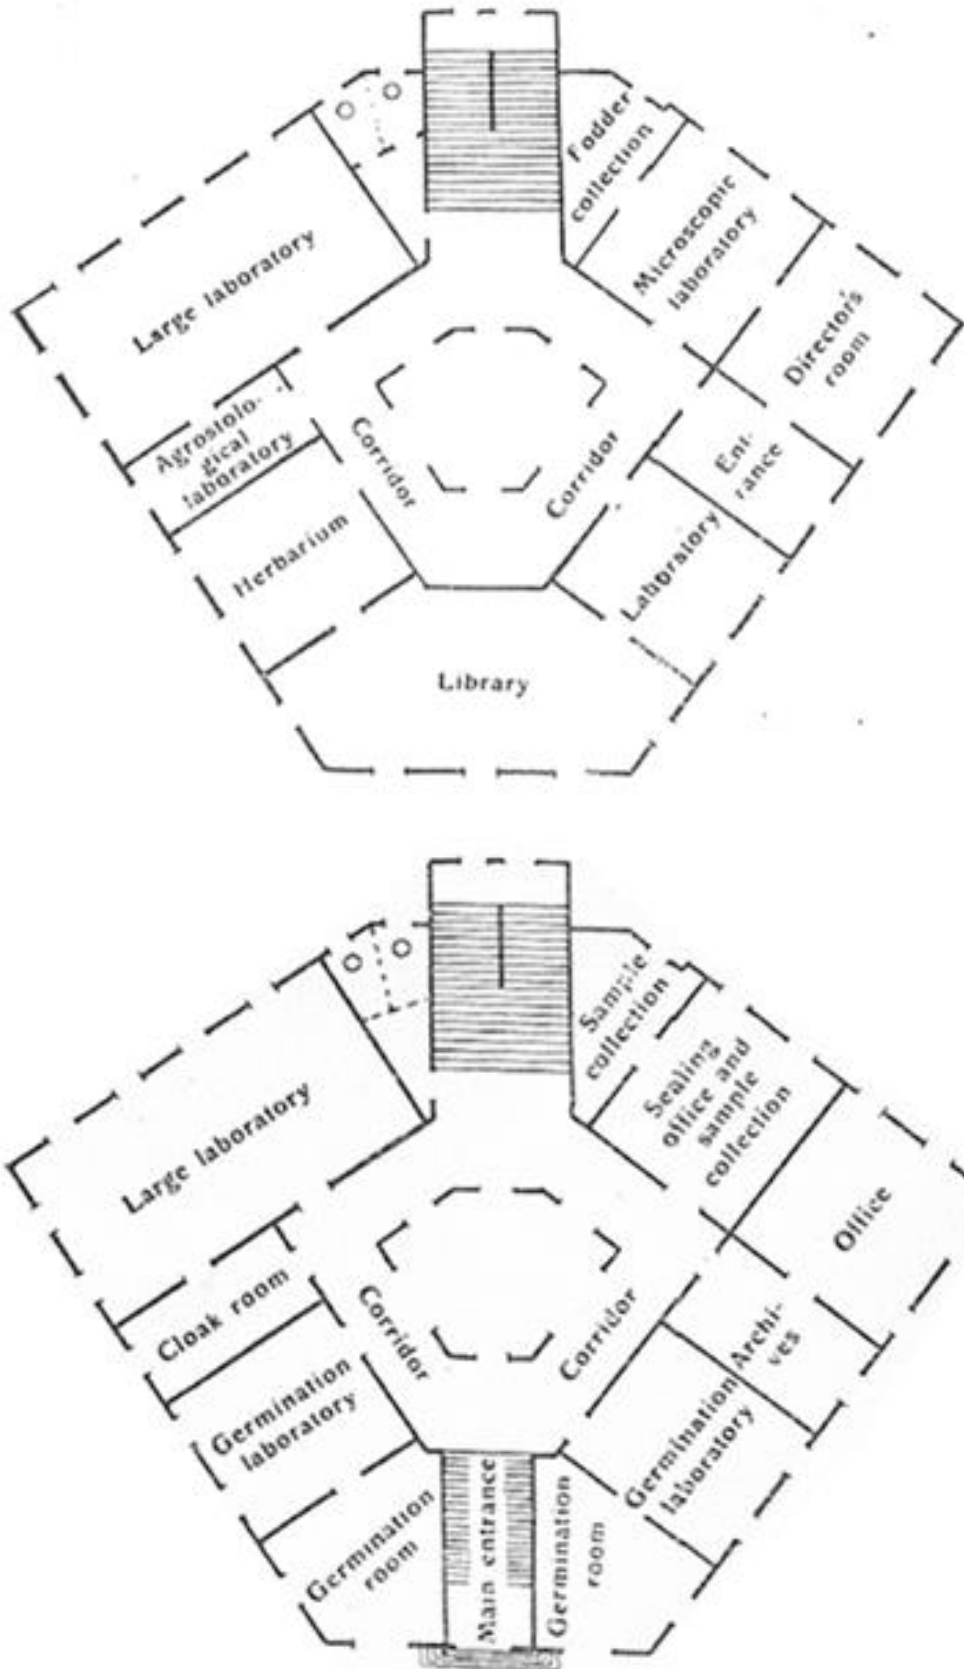 Fodder
collection
Microscopic
laboratory
Large laboratory
Director's
room
Agrostolo-
gical
laboratory
Corridor
Corridor
Ent-
rance
Herbarium
Laboratory
Library
Sample
collection
Sealing
office and
sample
collection
Large laboratory
Office
Cloak room
Corridor
Corridor
Archi-
ves
Germination
laboratory
Germination
laboratory
Germination
room
Main entrance
Germination
room